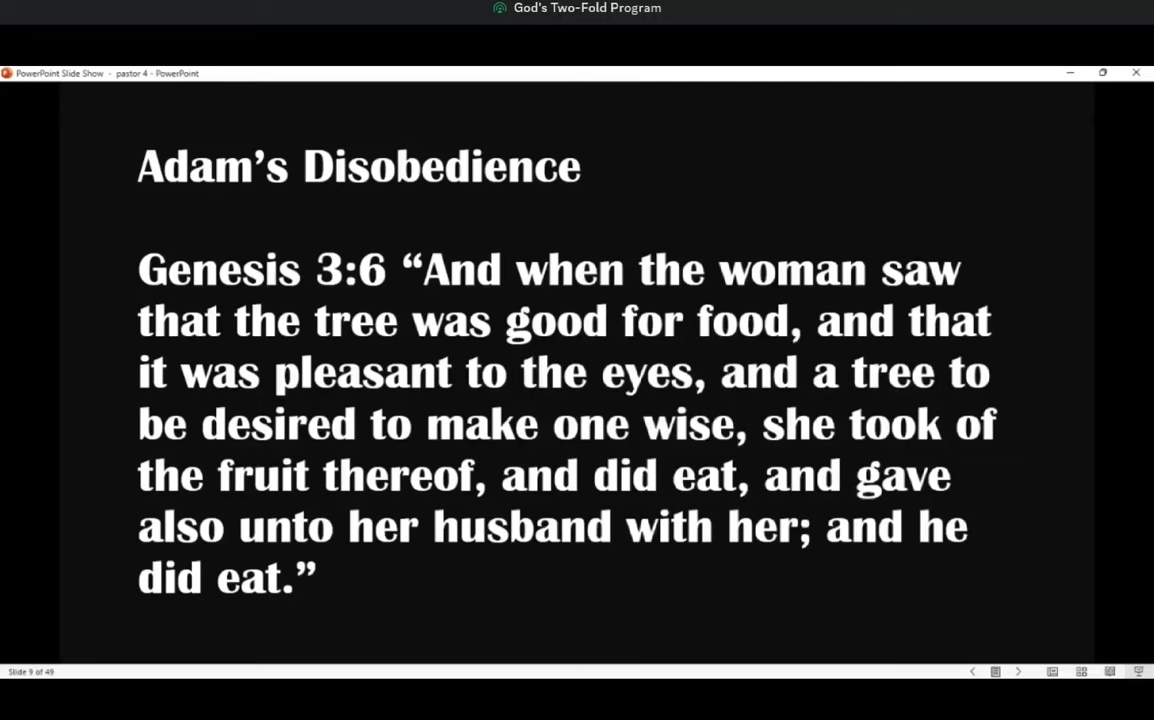 God's Two-Fold Program
PowerPoint Slide Show - pastor 4 - PowerPoint
Adam’s Disobedience
Genesis 3:6 “And when the woman saw
that the tree was good for food, and that
it was pleasant to the eyes, and a tree to
be desired to make one wise, she took of
the fruit thereof, and did eat, and gave
also unto her husband with her; and he
did eat.”
Slide 9 of 49